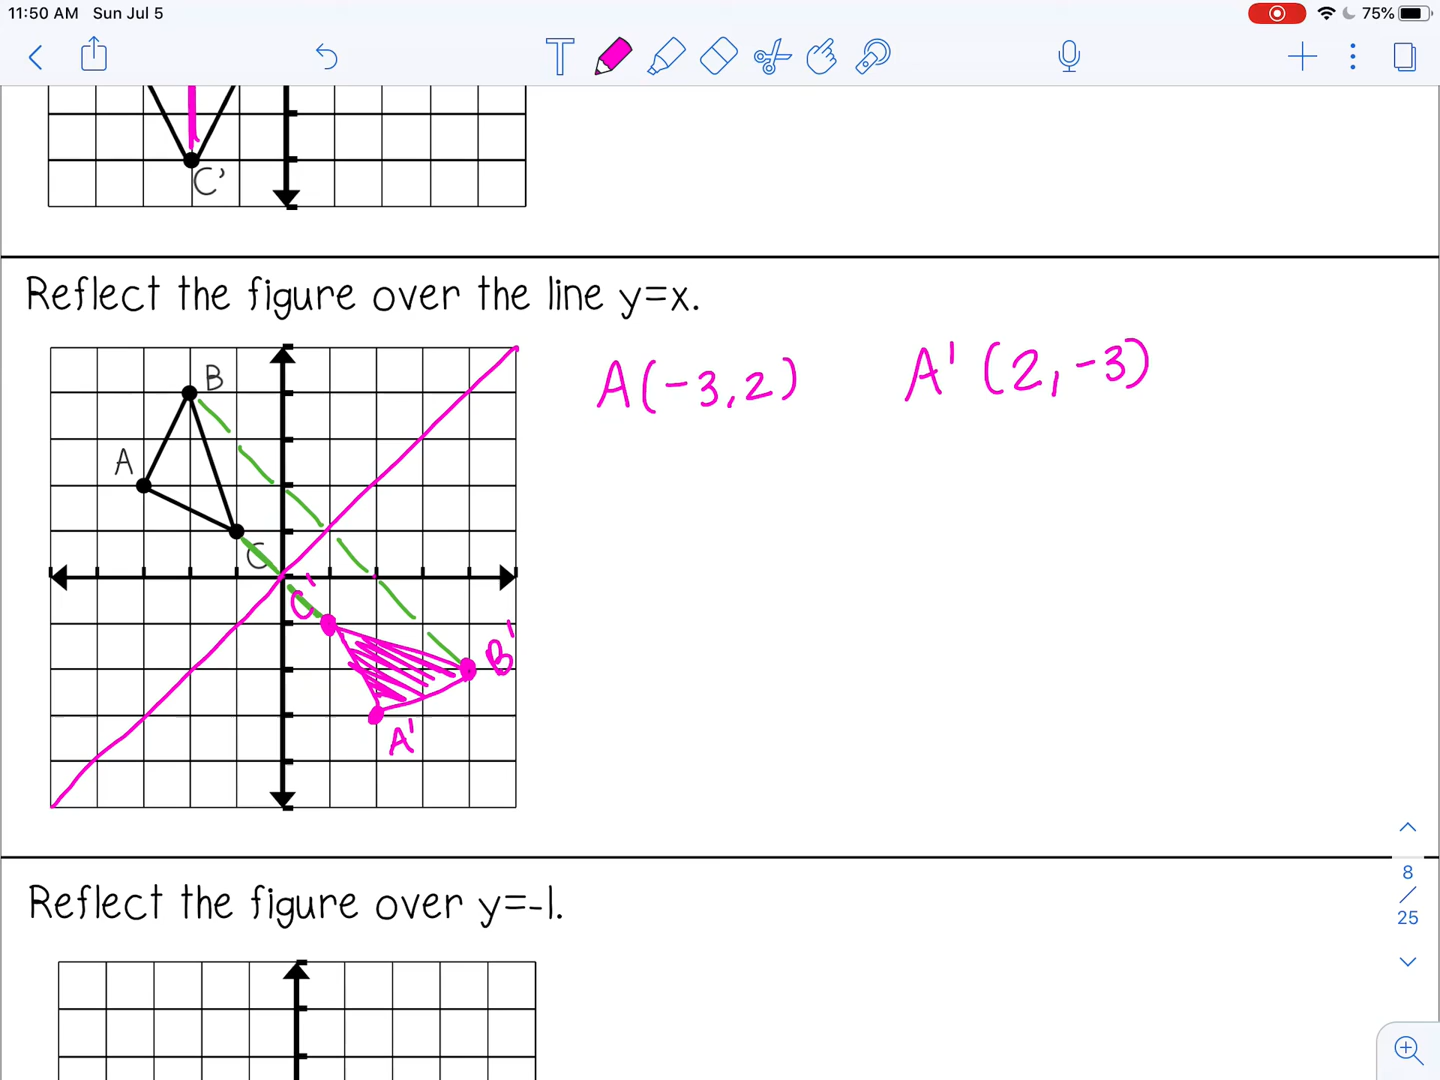 11:50 AM Sun Jul 5
75%
T
C'
Reflect the figure over the line y=x.
A(-3,2) A'(2,-3)
B
A
C
C'
B'
A'
8
/
25
Reflect the figure over y=-1.